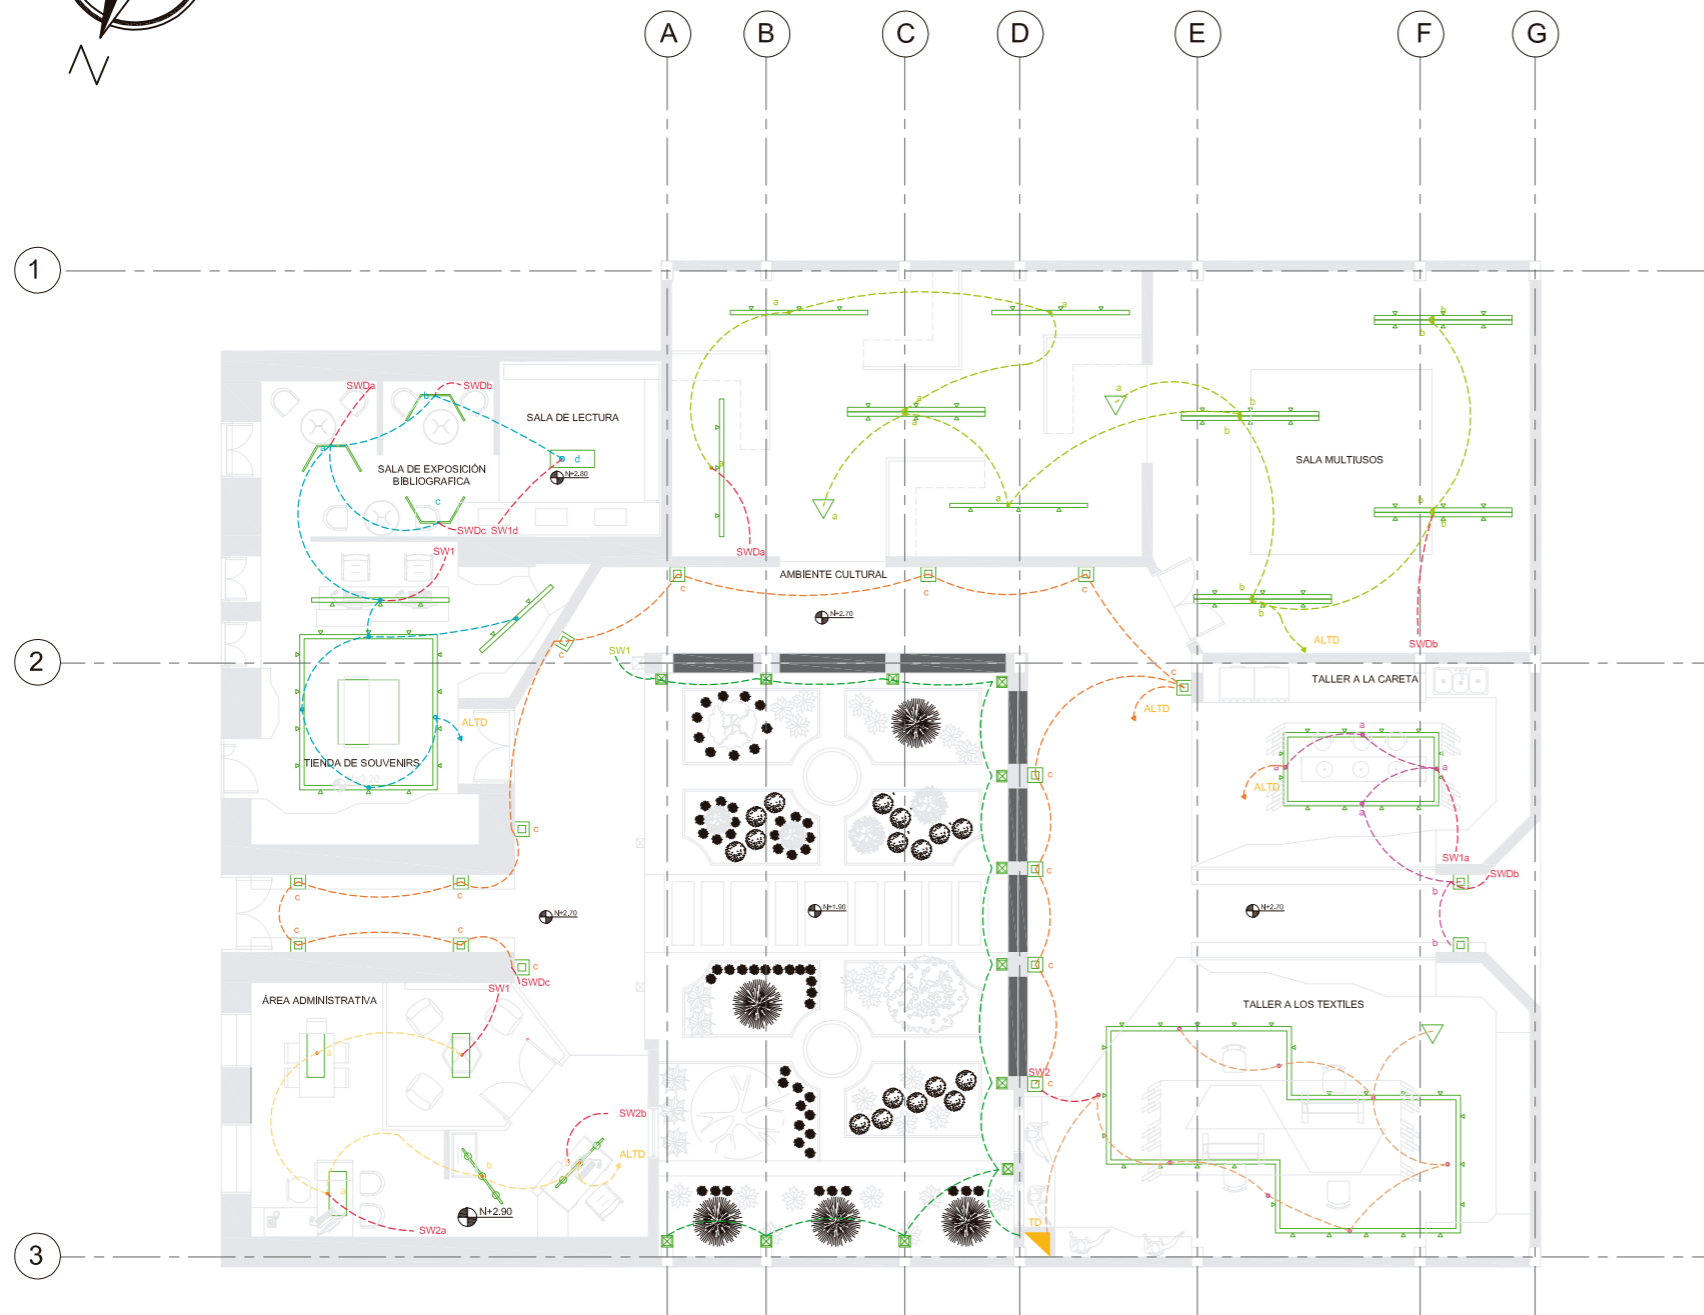 N
A
B
C
D
E
F
G
1
a
a
b
b
SWDa
SWDb
b
SALA DE LECTURA
a
a
a
b
b
a
SALA DE EXPOSICIÓN
BIBLIOGRAFICA
d
N+2.80
a
a
SALA MULTIUSOS
c
a
a
b
b
SWDc
SW1d
SW1
SWDa
AMBIENTE CULTURAL
c
c
c
b
b
N+2.70
ALTD
SWDb
2
SW1
c
c
TALLER A LA CARETA
ALTD
ALTD
a
TIENDA DE SOUVENIRS
N+3.20
c
a
a
ALTD
a
c
SW1a
c
SWDb
c
c
b
N+2.70
N+1.90
N+2.70
c
c
b
c
c
SWDc
SW1
ÁREA ADMINISTRATIVA
TALLER A LOS TEXTILES
a
SW2
c
SW2b
ALTD
b
a
N+2.90
SW2a
TD
3